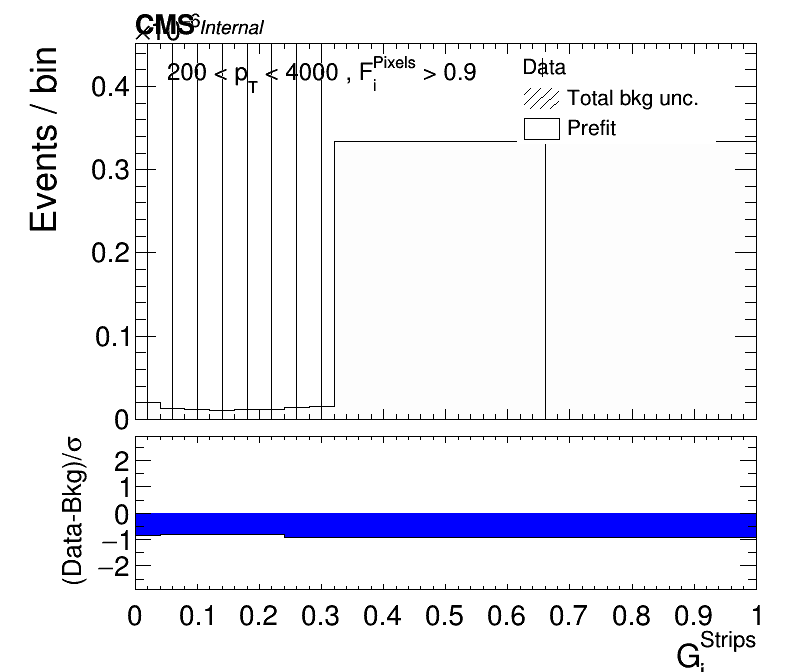 CMS Internal
×10⁻⁶
200 < p_T < 4000 , F_i^Pixels > 0.9
Data
Total bkg unc.
Prefit
Events / bin
0.4
0.3
0.2
0.1
0
(Data-Bkg)/σ
2
1
0
−1
−2
0 0.1 0.2 0.3 0.4 0.5 0.6 0.7 0.8 0.9 1
G_i^Strips